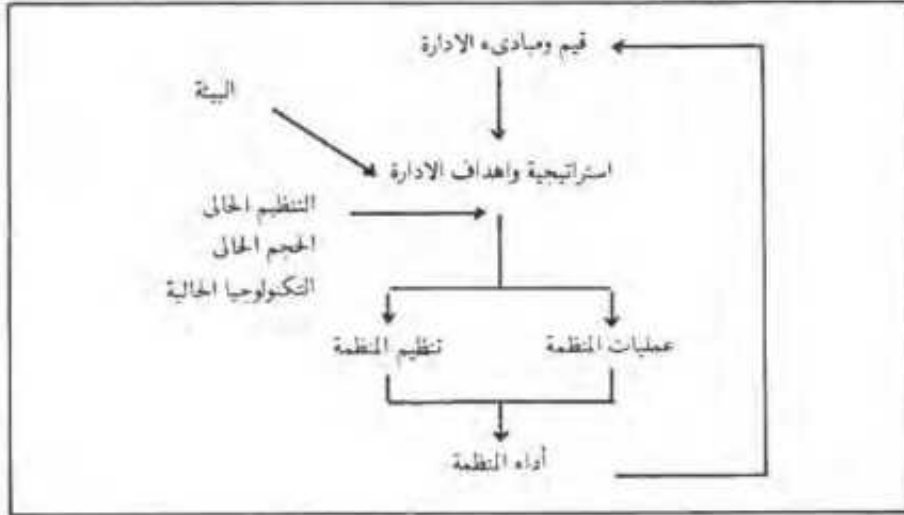 قيم ومبادىء الادارة
البيئة
استراتيجية واهداف الادارة
التنظيم الحالى
الحجم الحالى
التكنولوجيا الحالية
عمليات المنظمة
تنظيم المنظمة
أداء المنظمة